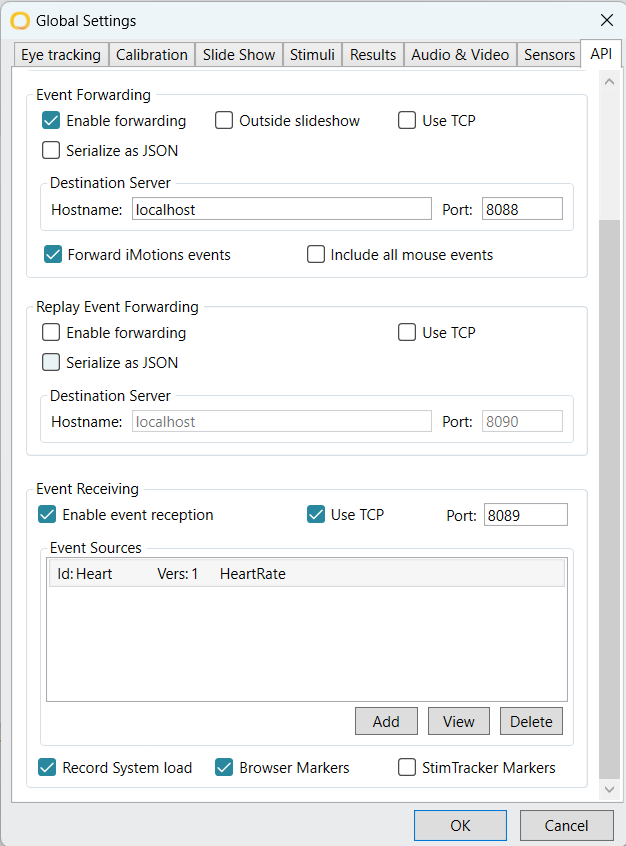 Global Settings
Eye tracking Calibration Slide Show Stimuli Results Audio & Video Sensors API
Event Forwarding
Enable forwarding Outside slideshow Use TCP
Serialize as JSON
Destination Server
Hostname: localhost Port: 8088
Forward iMotions events Include all mouse events
Replay Event Forwarding
Enable forwarding Use TCP
Serialize as JSON
Destination Server
Hostname: localhost Port: 8090
Event Receiving
Enable event reception Use TCP Port: 8089
Event Sources
Id: Heart Vers: 1 HeartRate
Add View Delete
Record System load Browser Markers StimTracker Markers
OK Cancel